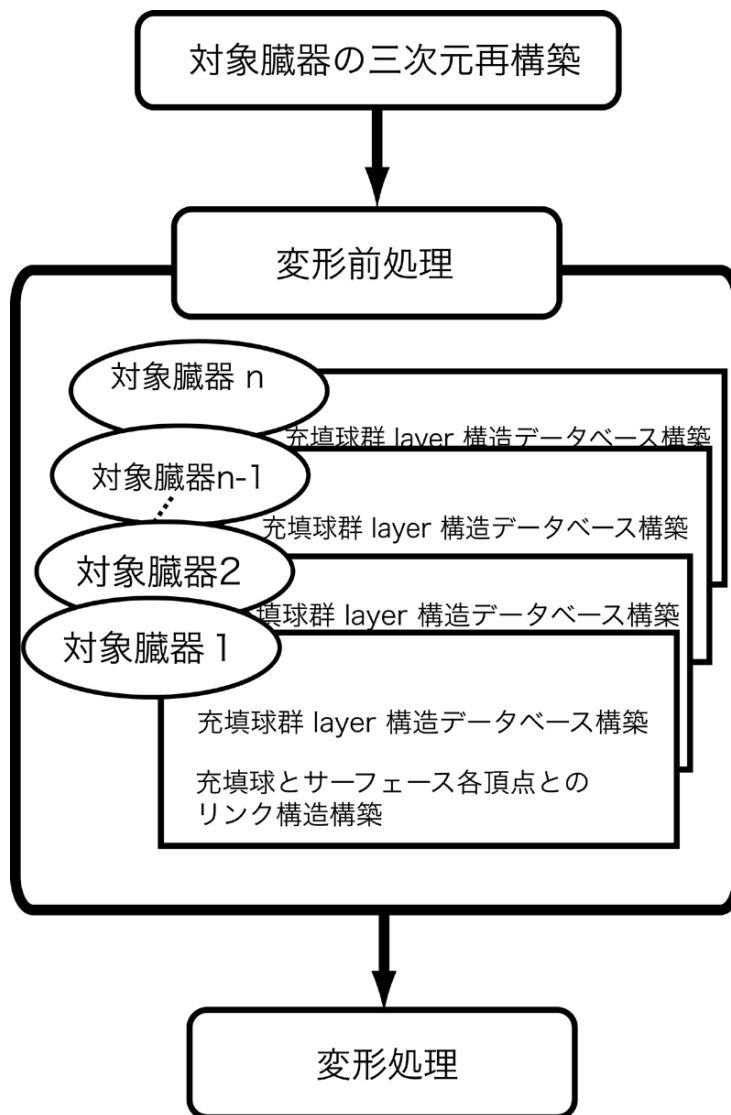 対象臓器の三次元再構築
変形前処理
対象臓器 n
充填球群 layer 構造データベース構築
対象臓器n-1
充填球群 layer 構造データベース構築
対象臓器2
填球群 layer 構造データベース構築
対象臓器 1
充填球群 layer 構造データベース構築
充填球とサーフェース各頂点との
リンク構造構築
変形処理